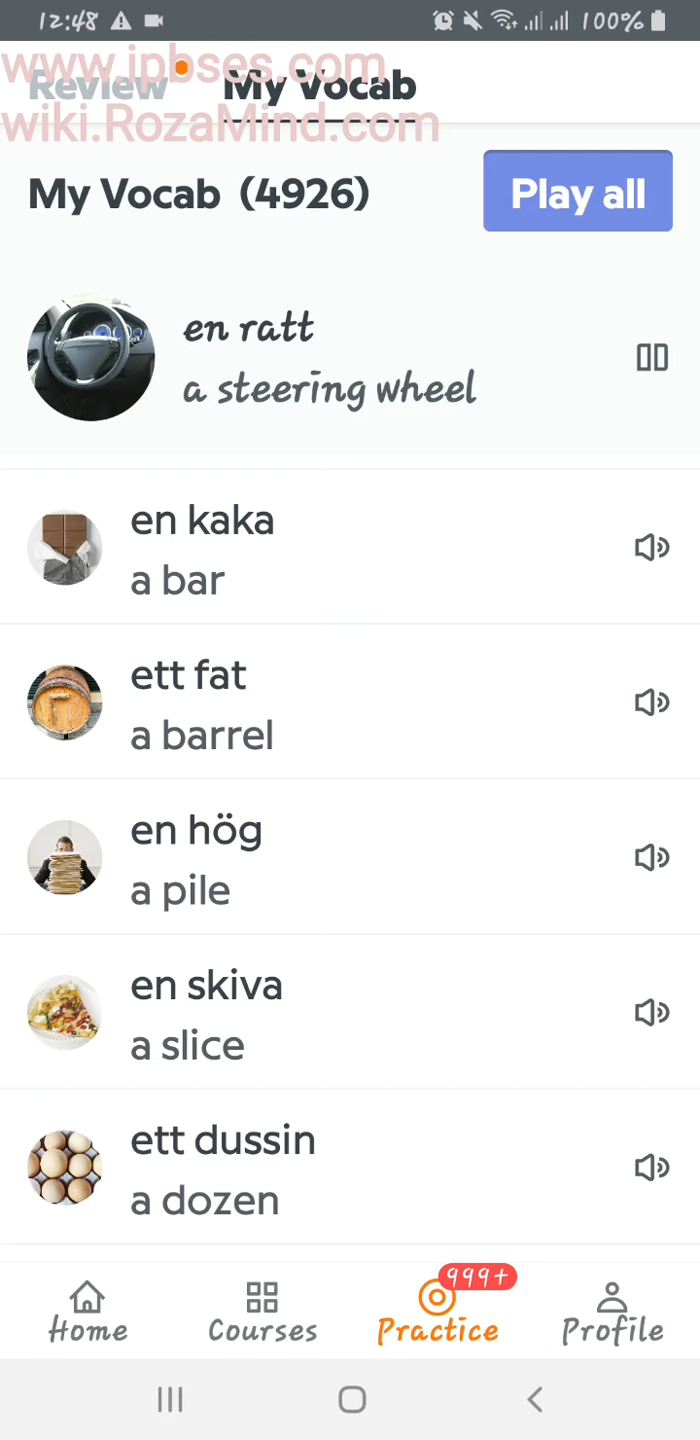 12:48 100%
www.ipbses.com
Review My Vocab
wiki.RozaMind.com
My Vocab (4926)
Play all
en ratt
a steering wheel
en kaka
a bar
ett fat
a barrel
en hög
a pile
en skiva
a slice
ett dussin
a dozen
999+
Home Courses Practice Profile